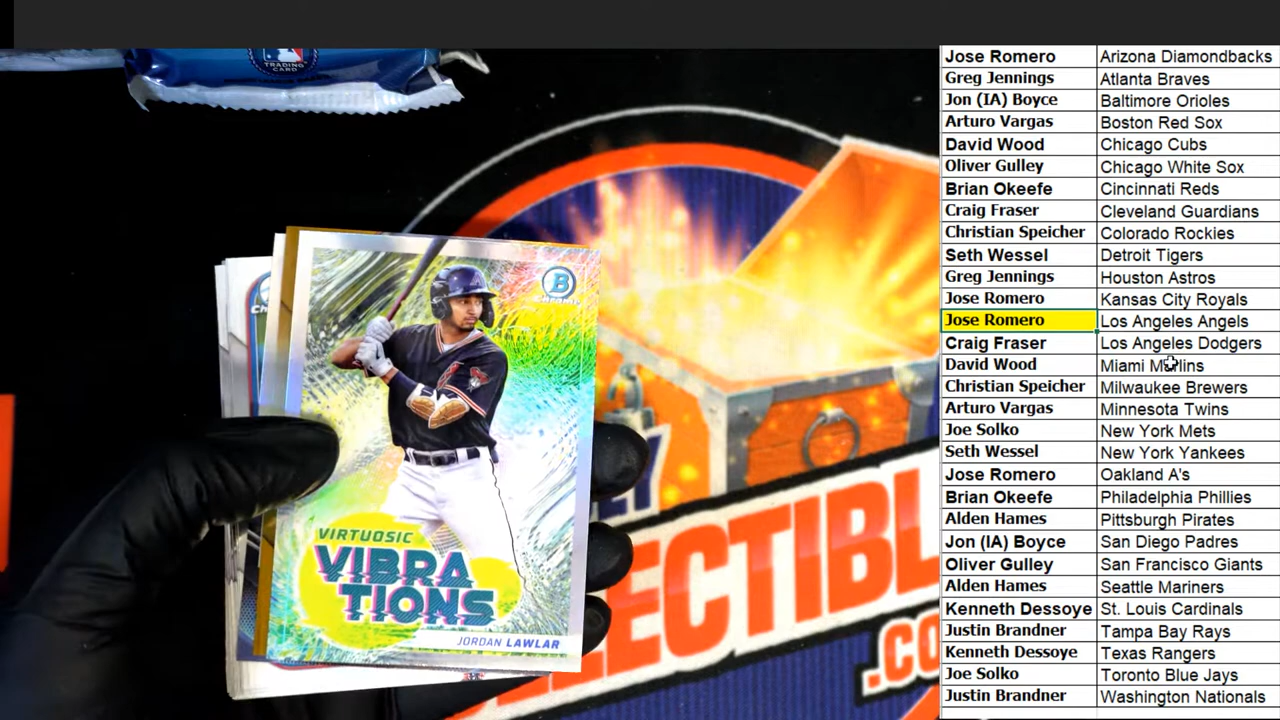 TRADING CARD
B
Chrome
VIRTUOSIC
VIBRA
TIONS
JORDAN LAWLAR
LECTIBL
.CO
Jose Romero Arizona Diamondbacks
Greg Jennings Atlanta Braves
Jon (IA) Boyce Baltimore Orioles
Arturo Vargas Boston Red Sox
David Wood Chicago Cubs
Oliver Gulley Chicago White Sox
Brian Okeefe Cincinnati Reds
Craig Fraser Cleveland Guardians
Christian Speicher Colorado Rockies
Seth Wessel Detroit Tigers
Greg Jennings Houston Astros
Jose Romero Kansas City Royals
Jose Romero Los Angeles Angels
Craig Fraser Los Angeles Dodgers
David Wood Miami Marlins
Christian Speicher Milwaukee Brewers
Arturo Vargas Minnesota Twins
Joe Solko New York Mets
Seth Wessel New York Yankees
Jose Romero Oakland A's
Brian Okeefe Philadelphia Phillies
Alden Hames Pittsburgh Pirates
Jon (IA) Boyce San Diego Padres
Oliver Gulley San Francisco Giants
Alden Hames Seattle Mariners
Kenneth Dessoye St. Louis Cardinals
Justin Brandner Tampa Bay Rays
Kenneth Dessoye Texas Rangers
Joe Solko Toronto Blue Jays
Justin Brandner Washington Nationals